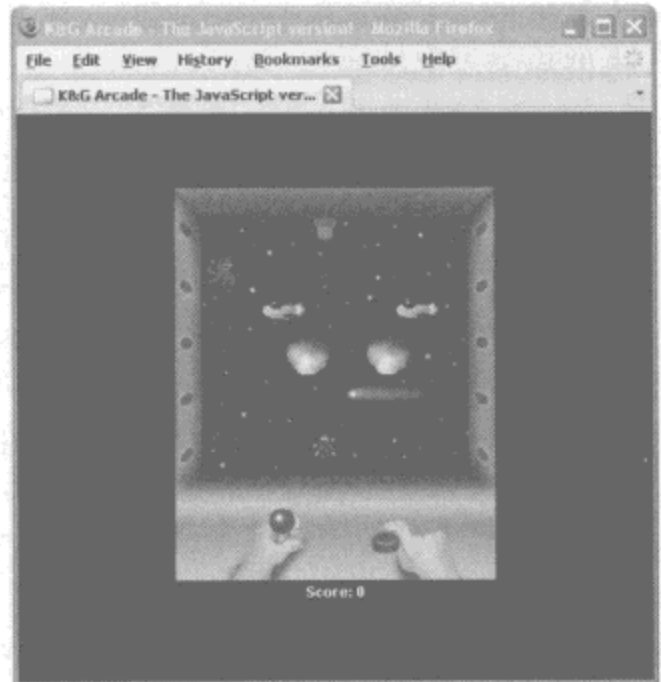 K&G Arcade - The JavaScript version! - Mozilla Firefox
File Edit View History Bookmarks Tools Help
K&G Arcade - The JavaScript ver...
Score: 0